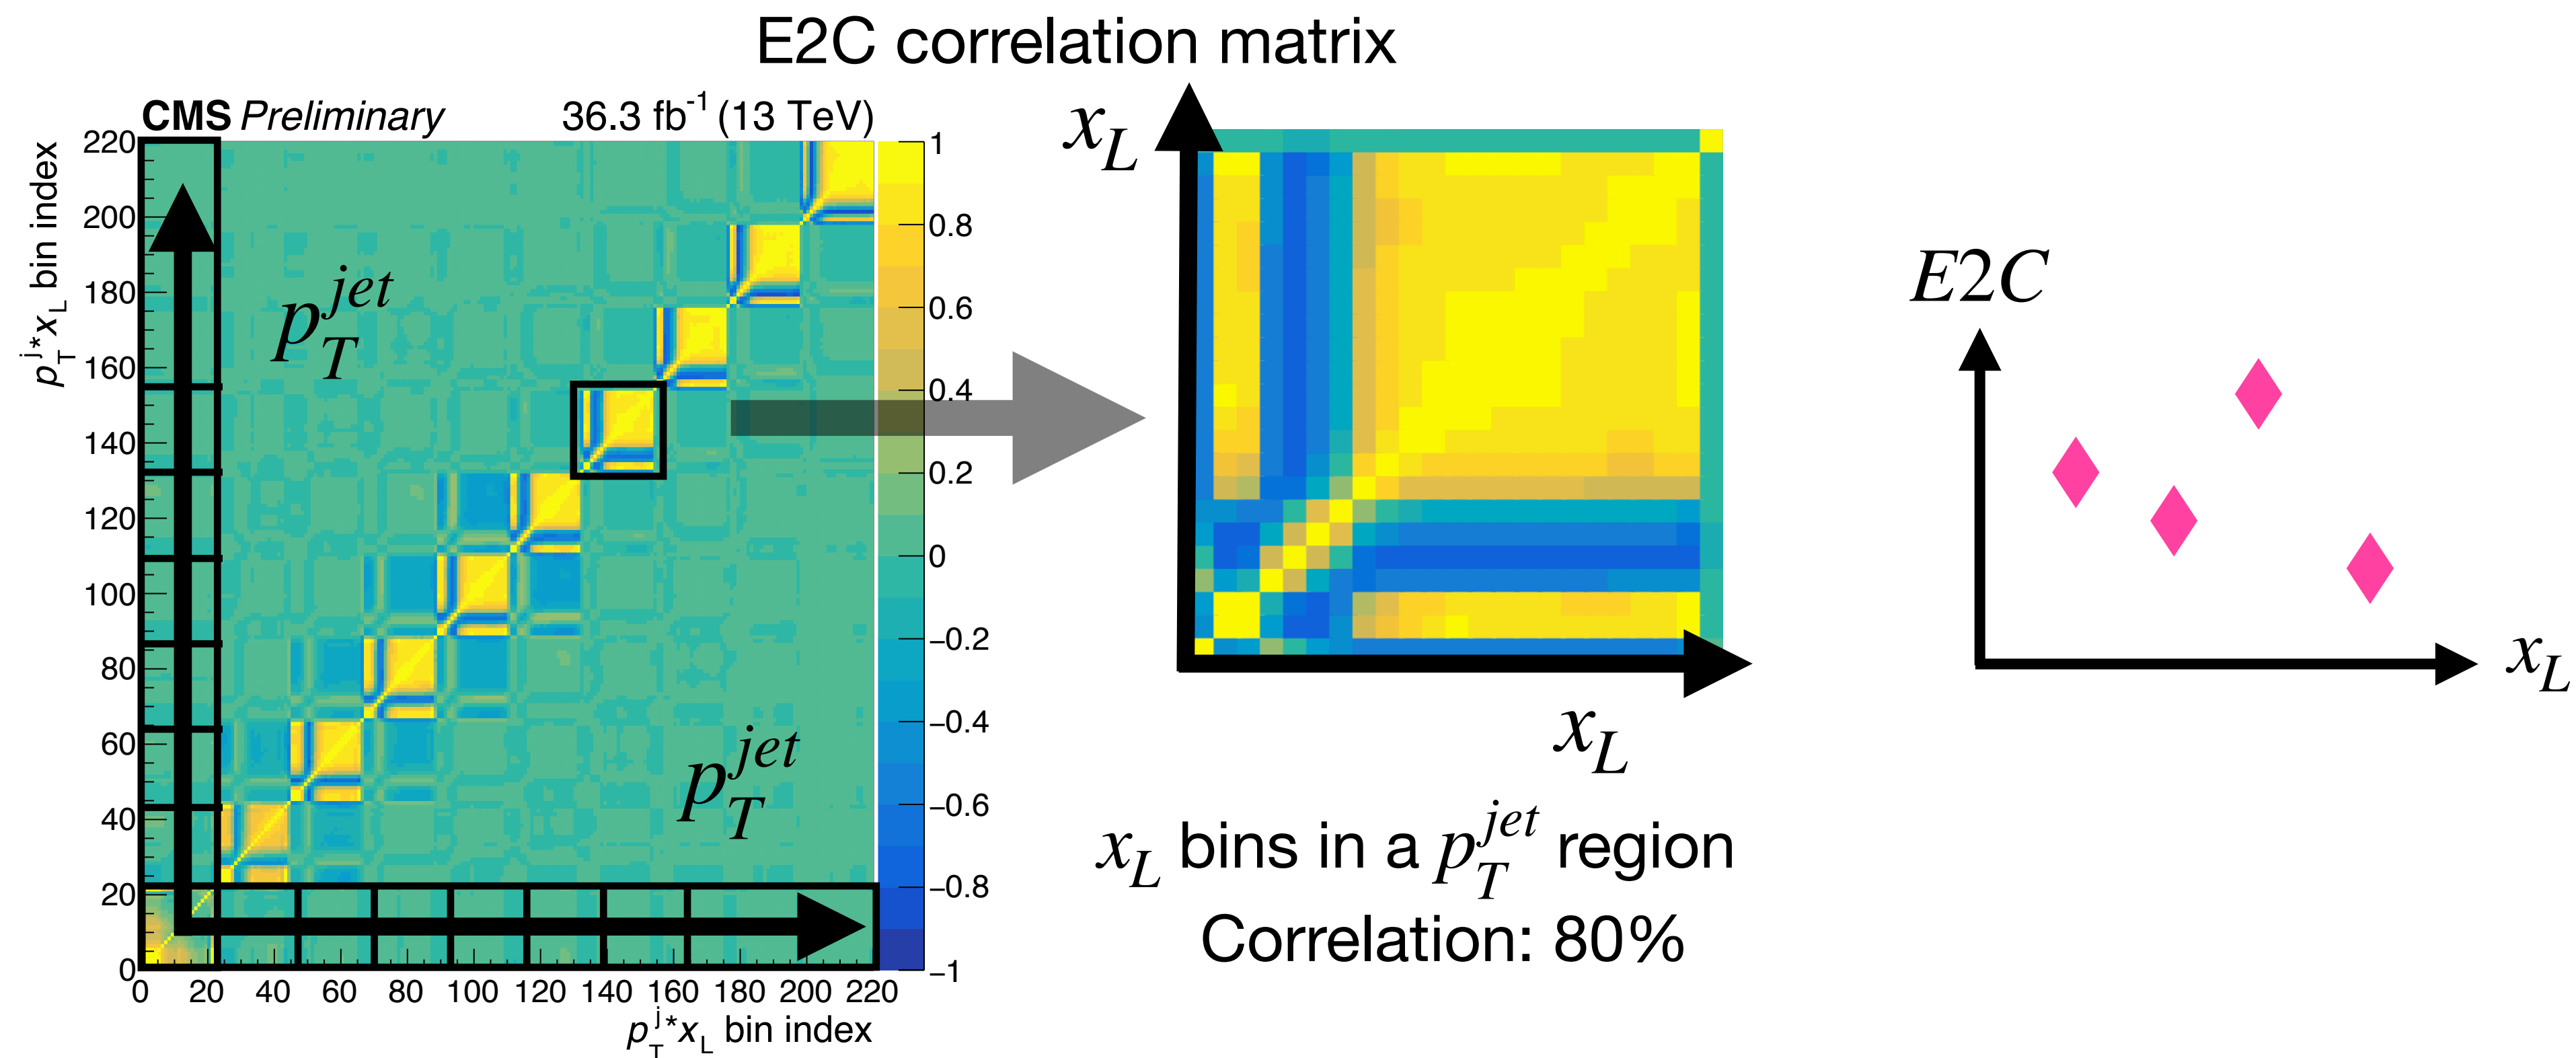 E2C correlation matrix
CMS Preliminary
36.3 fb⁻¹ (13 TeV)
p_T^j*x_L bin index
220
200
180
160
140
120
100
80
60
40
20
0
0 20 40 60 80 100 120 140 160 180 200 220
p_T^j*x_L bin index
p_T^jet
p_T^jet
1
0.8
0.6
0.4
0.2
0
−0.2
−0.4
−0.6
−0.8
−1
x_L
x_L
x_L bins in a p_T^jet region
Correlation: 80%
E2C
x_L